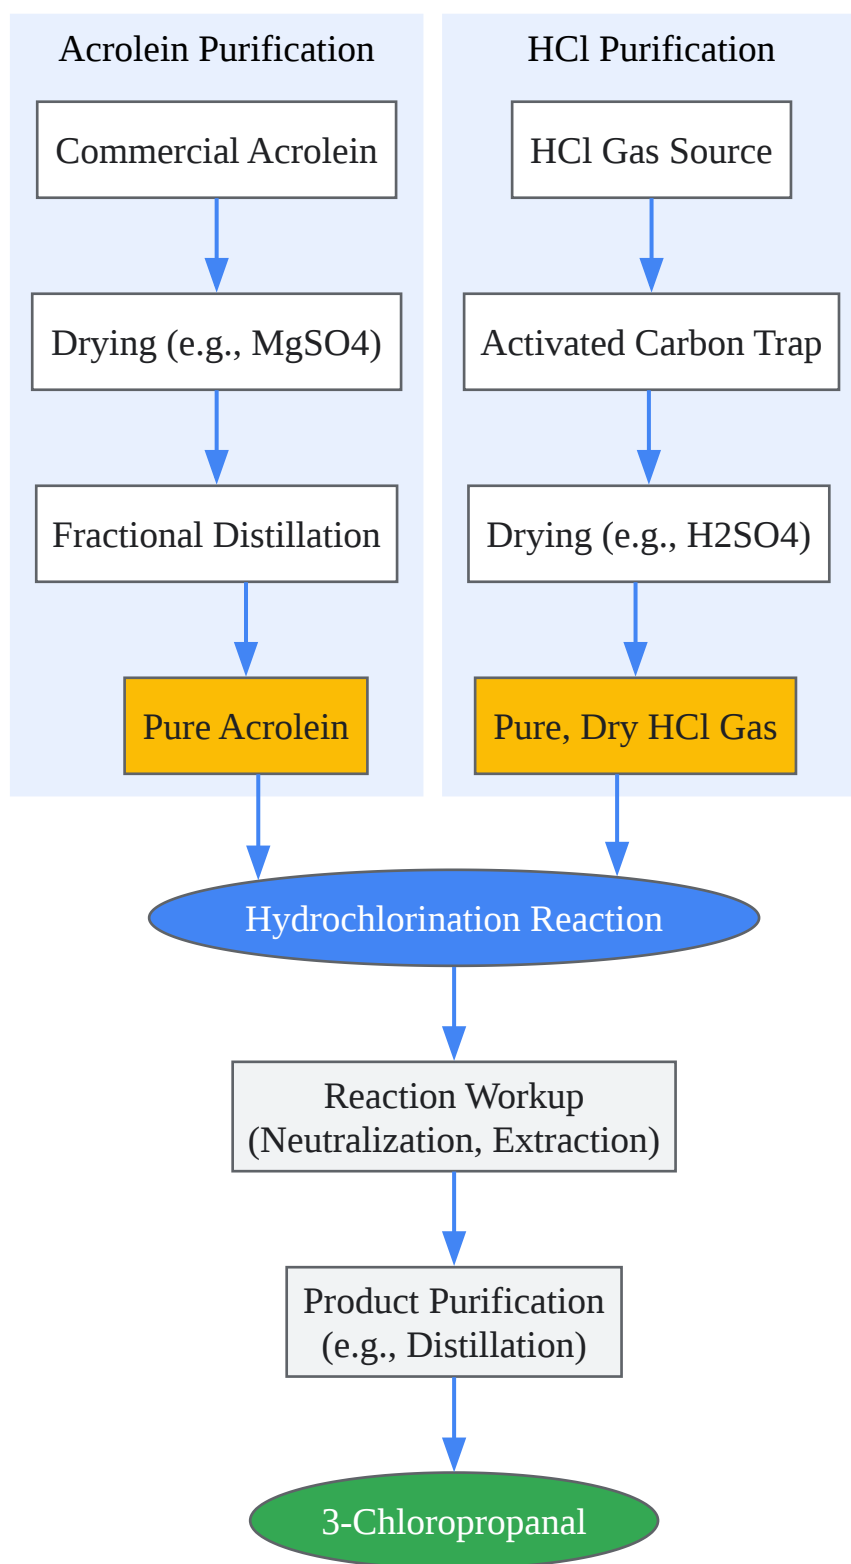 Acrolein Purification
Commercial Acrolein
Drying (e.g., MgSO4)
Fractional Distillation
Pure Acrolein
HCl Purification
HCl Gas Source
Activated Carbon Trap
Drying (e.g., H2SO4)
Pure, Dry HCl Gas
Hydrochlorination Reaction
Reaction Workup
(Neutralization, Extraction)
Product Purification
(e.g., Distillation)
3-Chloropropanal